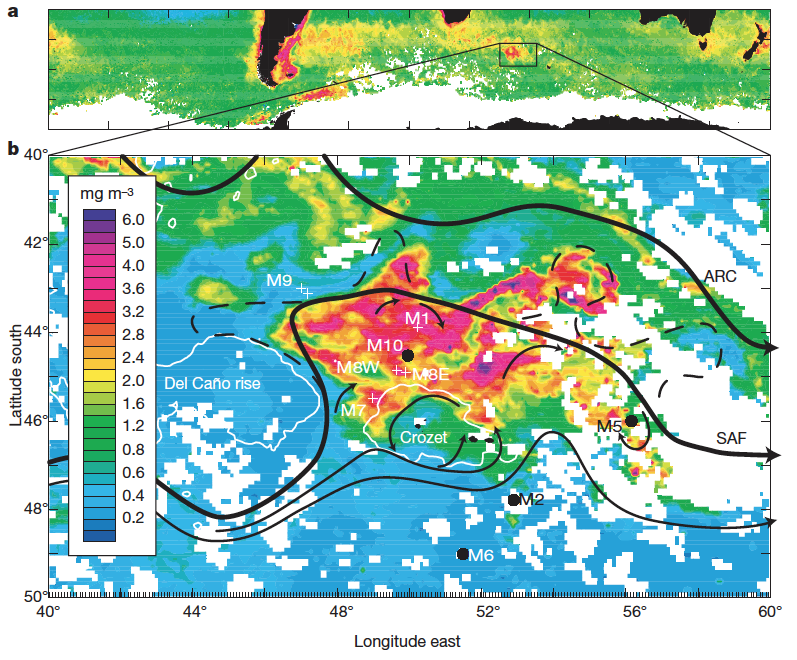 a
b
40°
mg m–3
6.0
5.0
4.0
3.6
3.2
2.8
2.4
2.0
1.6
1.2
0.8
0.6
0.4
0.2
42°
44°
46°
48°
50°
Latitude south
M9
ARC
M1
M10
M8W
M8E
Del Caño rise
M7
Crozet
M5
SAF
M2
M6
40°
44°
48°
52°
56°
60°
Longitude east